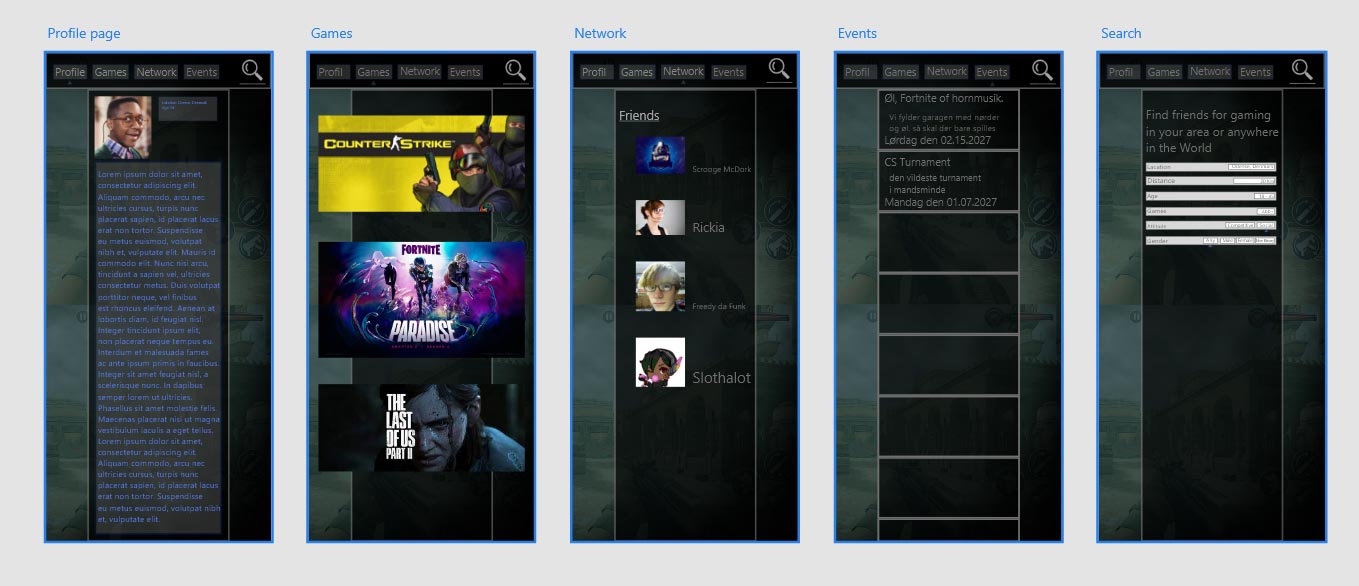 Profile page
Games
Network
Events
Search
Profile Games Network Events
Lorem ipsum dolor sit amet,
consectetur adipiscing elit.
Aliquam commodo, arcu nec
ultricies cursus, turpis nunc
placerat sapien, id placerat lacus
erat non tortor. Suspendisse
eu metus euismod, volutpat
nibh et, vulputate elit. Mauris id
commodo elit. Nunc nisi arcu,
tincidunt a sapien vel, ultricies
consectetur metus. Duis volutpat
porttitor neque, vel finibus
est rhoncus eleifend. Aenean at
lobortis diam, id feugiat nisl.
Integer tincidunt ipsum elit,
non placerat neque tempus eu.
Interdum et malesuada fames
ac ante ipsum primis in faucibus.
Integer sit amet feugiat nisl, a
scelerisque nunc. In dapibus
semper lorem ut ultricies.
Phasellus sit amet molestie felis.
Maecenas placerat nisi ut magna
vestibulum iaculis a eget tellus.
Lorem ipsum dolor sit amet,
consectetur adipiscing elit.
Aliquam commodo, arcu nec
ultricies cursus, turpis nunc
placerat sapien, id placerat lacus
erat non tortor. Suspendisse
eu metus euismod, volutpat nibh
et, vulputate elit.
Profil Games Network Events
COUNTER STRIKE
FORTNITE
PARADISE
THE
LAST
OF US
PART II
Profil Games Network Events
Friends
Scrooge McDork
Rickia
Freedy da Funk
Slothalot
Profil Games Network Events
Øl, Fortnite of hornmusik.
Vi fylder garagen med nørder
og øl. så skal der bare spilles
Lørdag den 02.15.2027
CS Turnament
den vildeste turnament
i mandsminde
Mandag den 01.07.2027
Profil Games Network Events
Find friends for gaming
in your area or anywhere
in the World
Location
Distance
Age
Games
Attitude
Gender